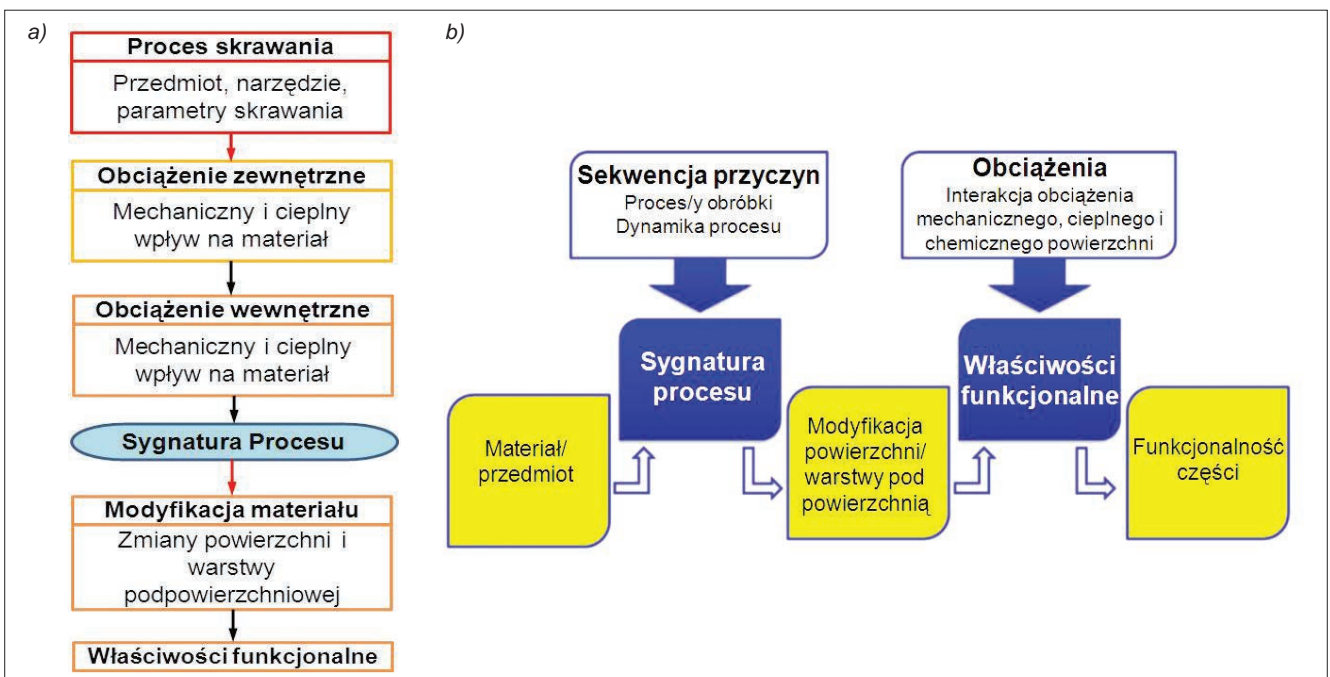 a)
Proces skrawania
Przedmiot, narzędzie,
parametry skrawania
Obciążenie zewnętrzne
Mechaniczny i cieplny
wpływ na materiał
Obciążenie wewnętrzne
Mechaniczny i cieplny
wpływ na materiał
Sygnatura Procesu
Modyfikacja materiału
Zmiany powierzchni i
warstwy
podpowierzchniowej
Właściwości funkcjonalne
b)
Sekwencja przyczyn
Proces/y obróbki
Dynamika procesu
Obciążenia
Interakcja obciążenia
mechanicznego, cieplnego i
chemicznego powierzchni
Sygnatura
procesu
Właściwości
funkcjonalne
Materiał/
przedmiot
Modyfikacja
powierzchni/
warstwy pod
powierzchnią
Funkcjonalność
części